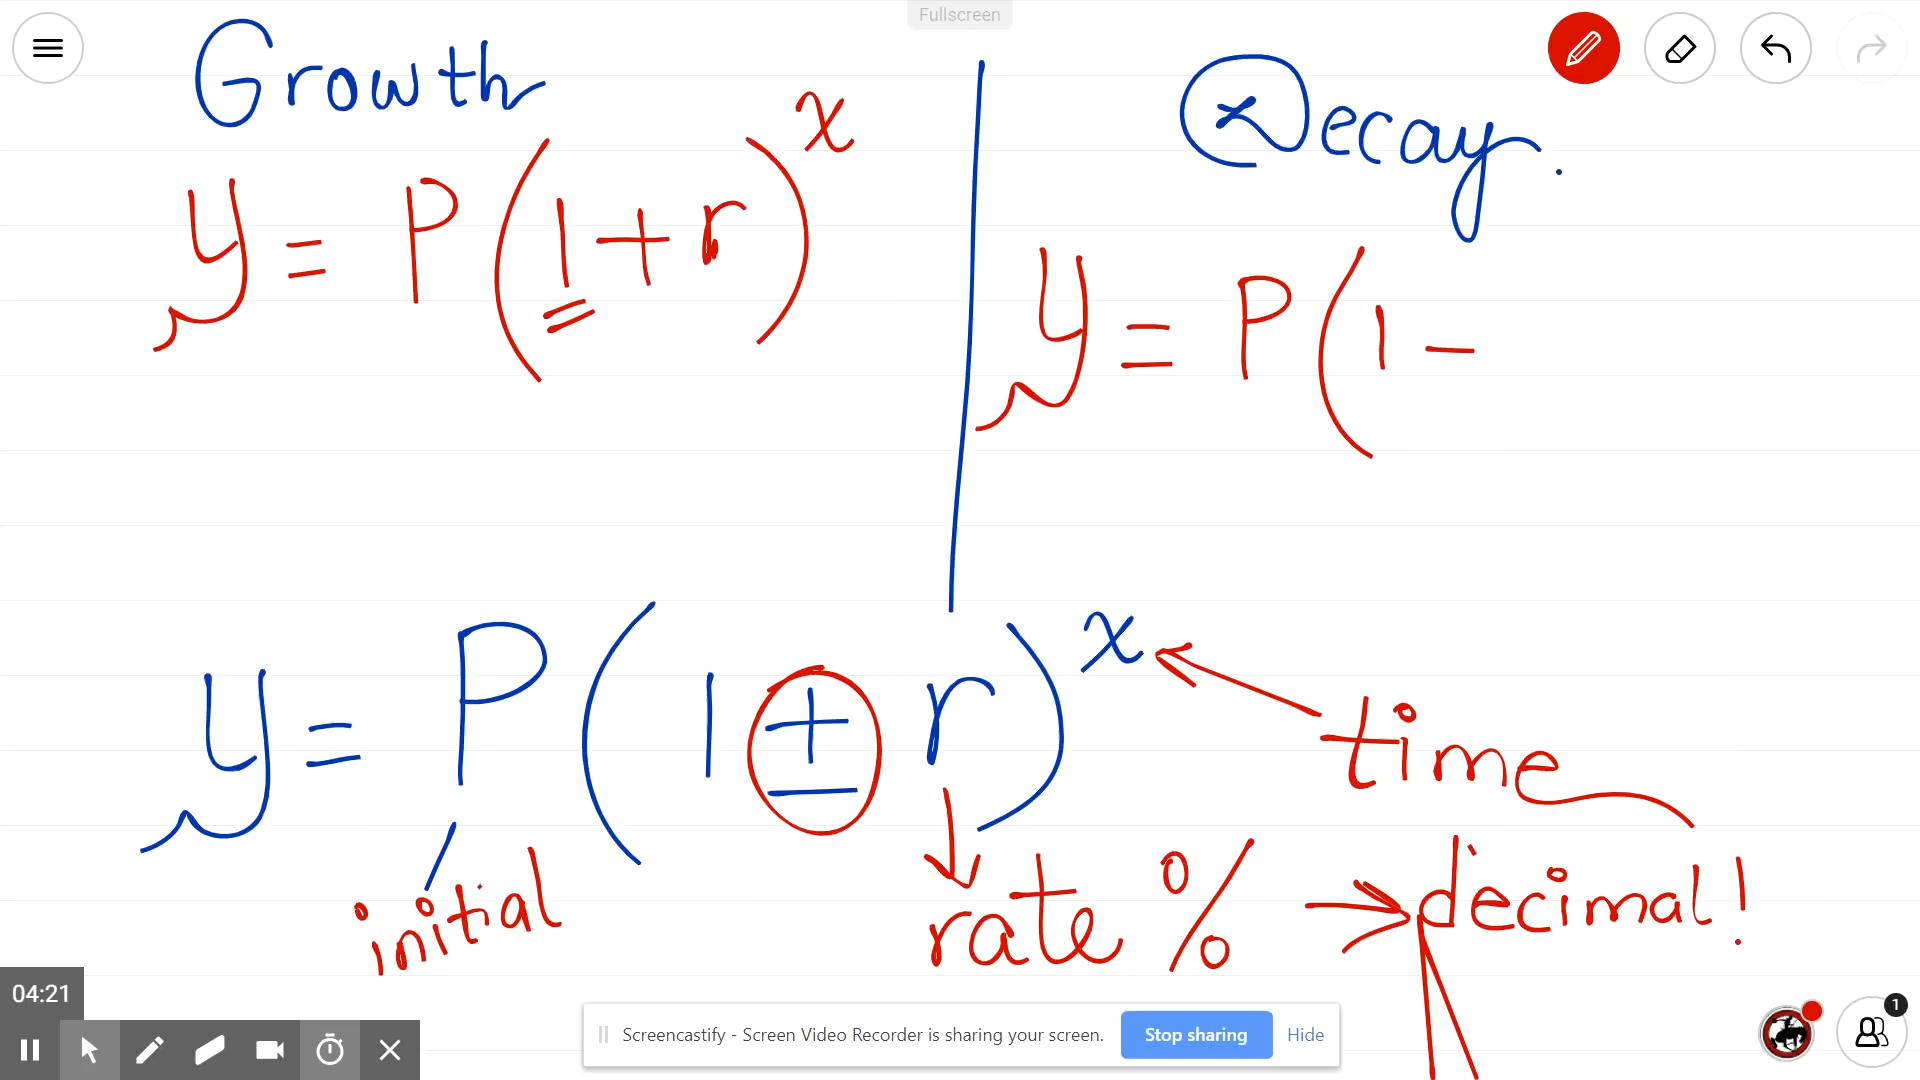 Fullscreen
Growth
y = P(1 + r)^x
Decay.
y = P(1 -
y = P(1 ± r)^x
time
initial
rate % → decimal!
04:21
Screencastify - Screen Video Recorder is sharing your screen.
Stop sharing
Hide
1